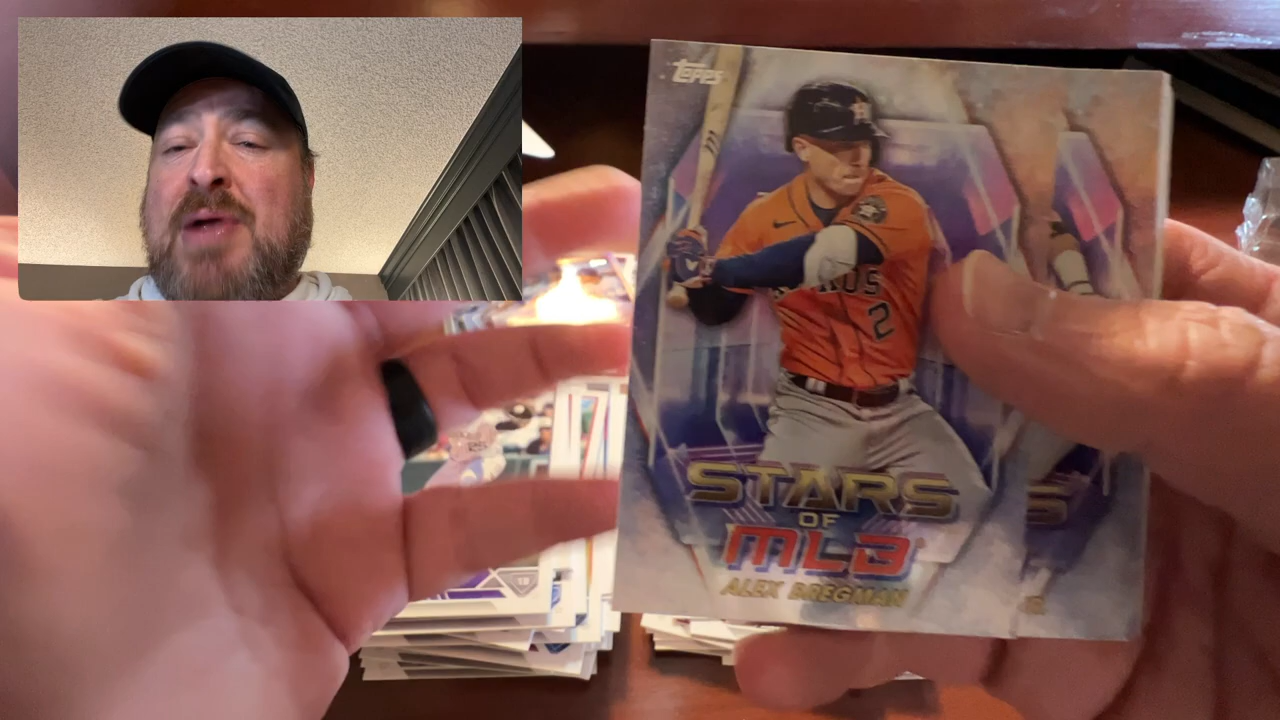 Topps
H
ASTROS
2
STARS
OF
MLB
ALEX BREGMAN
S